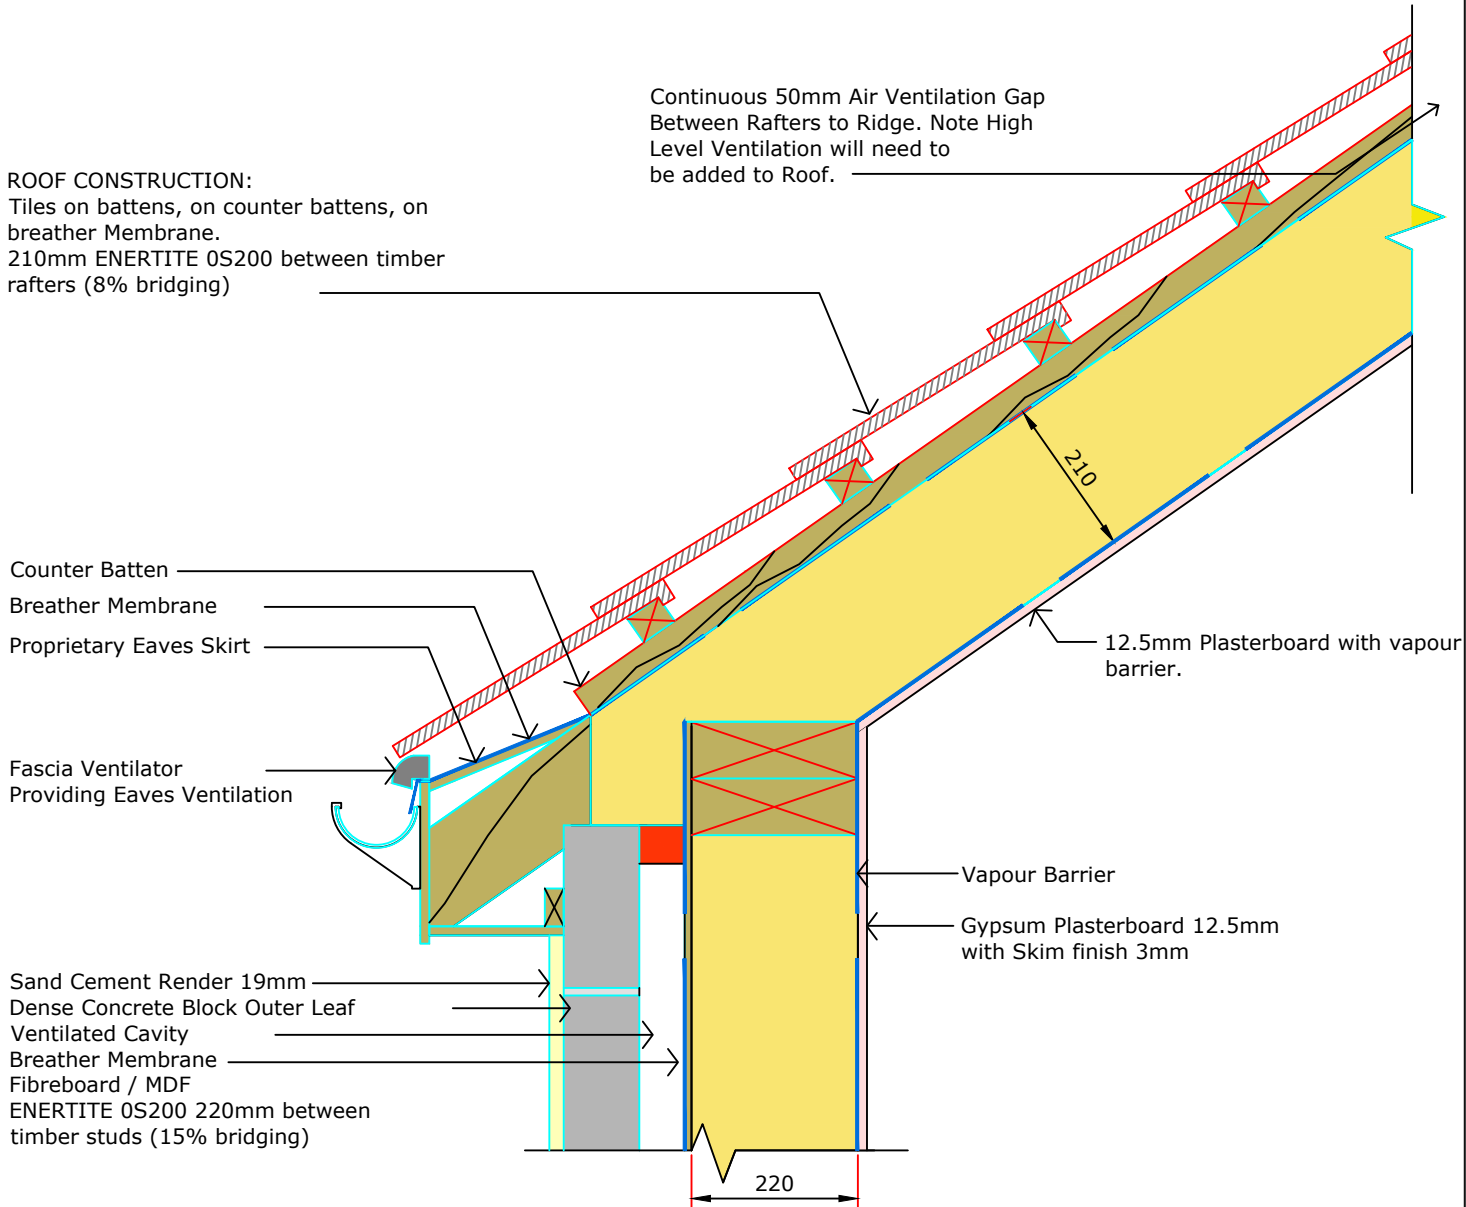 Continuous 50mm Air Ventilation Gap
Between Rafters to Ridge. Note High
Level Ventilation will need to
be added to Roof.
ROOF CONSTRUCTION:
Tiles on battens, on counter battens, on
breather Membrane.
210mm ENERTITE 0S200 between timber
rafters (8% bridging)
210
Counter Batten
Breather Membrane
Proprietary Eaves Skirt
12.5mm Plasterboard with vapour
barrier.
Fascia Ventilator
Providing Eaves Ventilation
Vapour Barrier
Gypsum Plasterboard 12.5mm
with Skim finish 3mm
Sand Cement Render 19mm
Dense Concrete Block Outer Leaf
Ventilated Cavity
Breather Membrane
Fibreboard / MDF
ENERTITE 0S200 220mm between
timber studs (15% bridging)
220